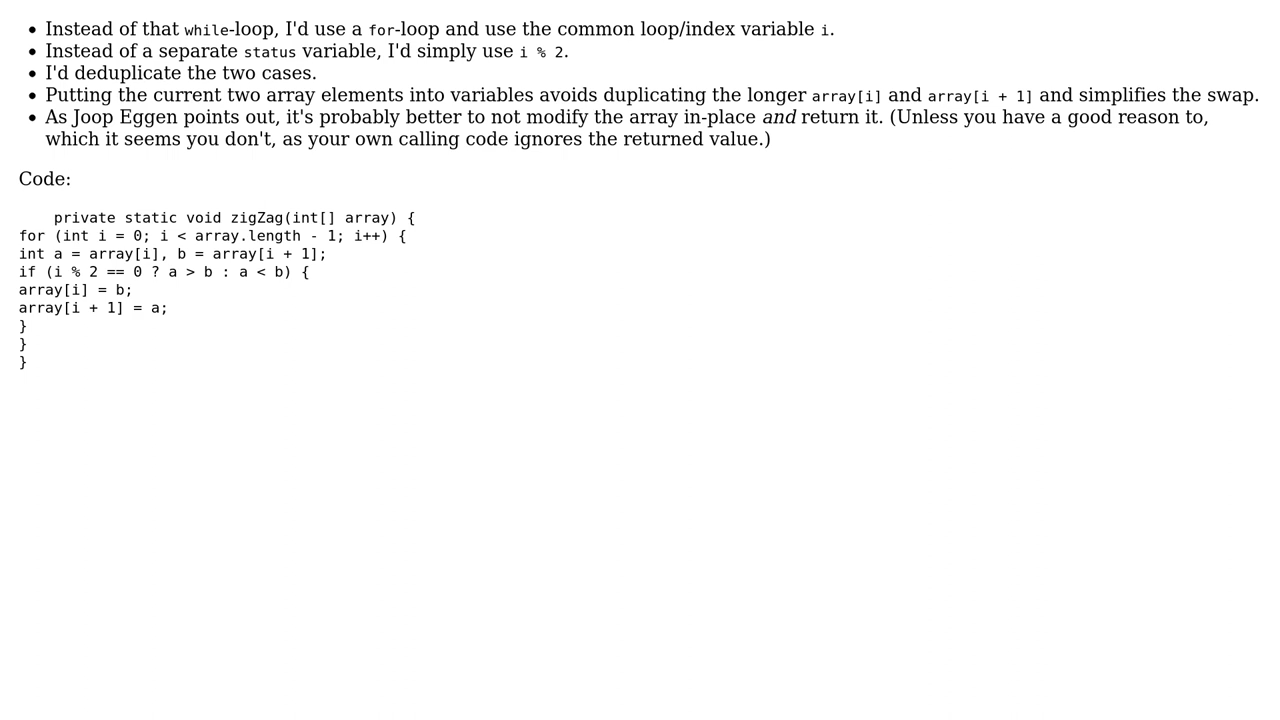 Instead of that while-loop, I'd use a for-loop and use the common loop/index variable i.
Instead of a separate status variable, I'd simply use i % 2.
I'd deduplicate the two cases.
Putting the current two array elements into variables avoids duplicating the longer array[i] and array[i + 1] and simplifies the swap.
As Joop Eggen points out, it's probably better to not modify the array in-place and return it. (Unless you have a good reason to,
which it seems you don't, as your own calling code ignores the returned value.)
Code:
private static void zigZag(int[] array) {
for (int i = 0; i < array.length - 1; i++) {
int a = array[i], b = array[i + 1];
if (i % 2 == 0 ? a > b : a < b) {
array[i] = b;
array[i + 1] = a;
}
}
}